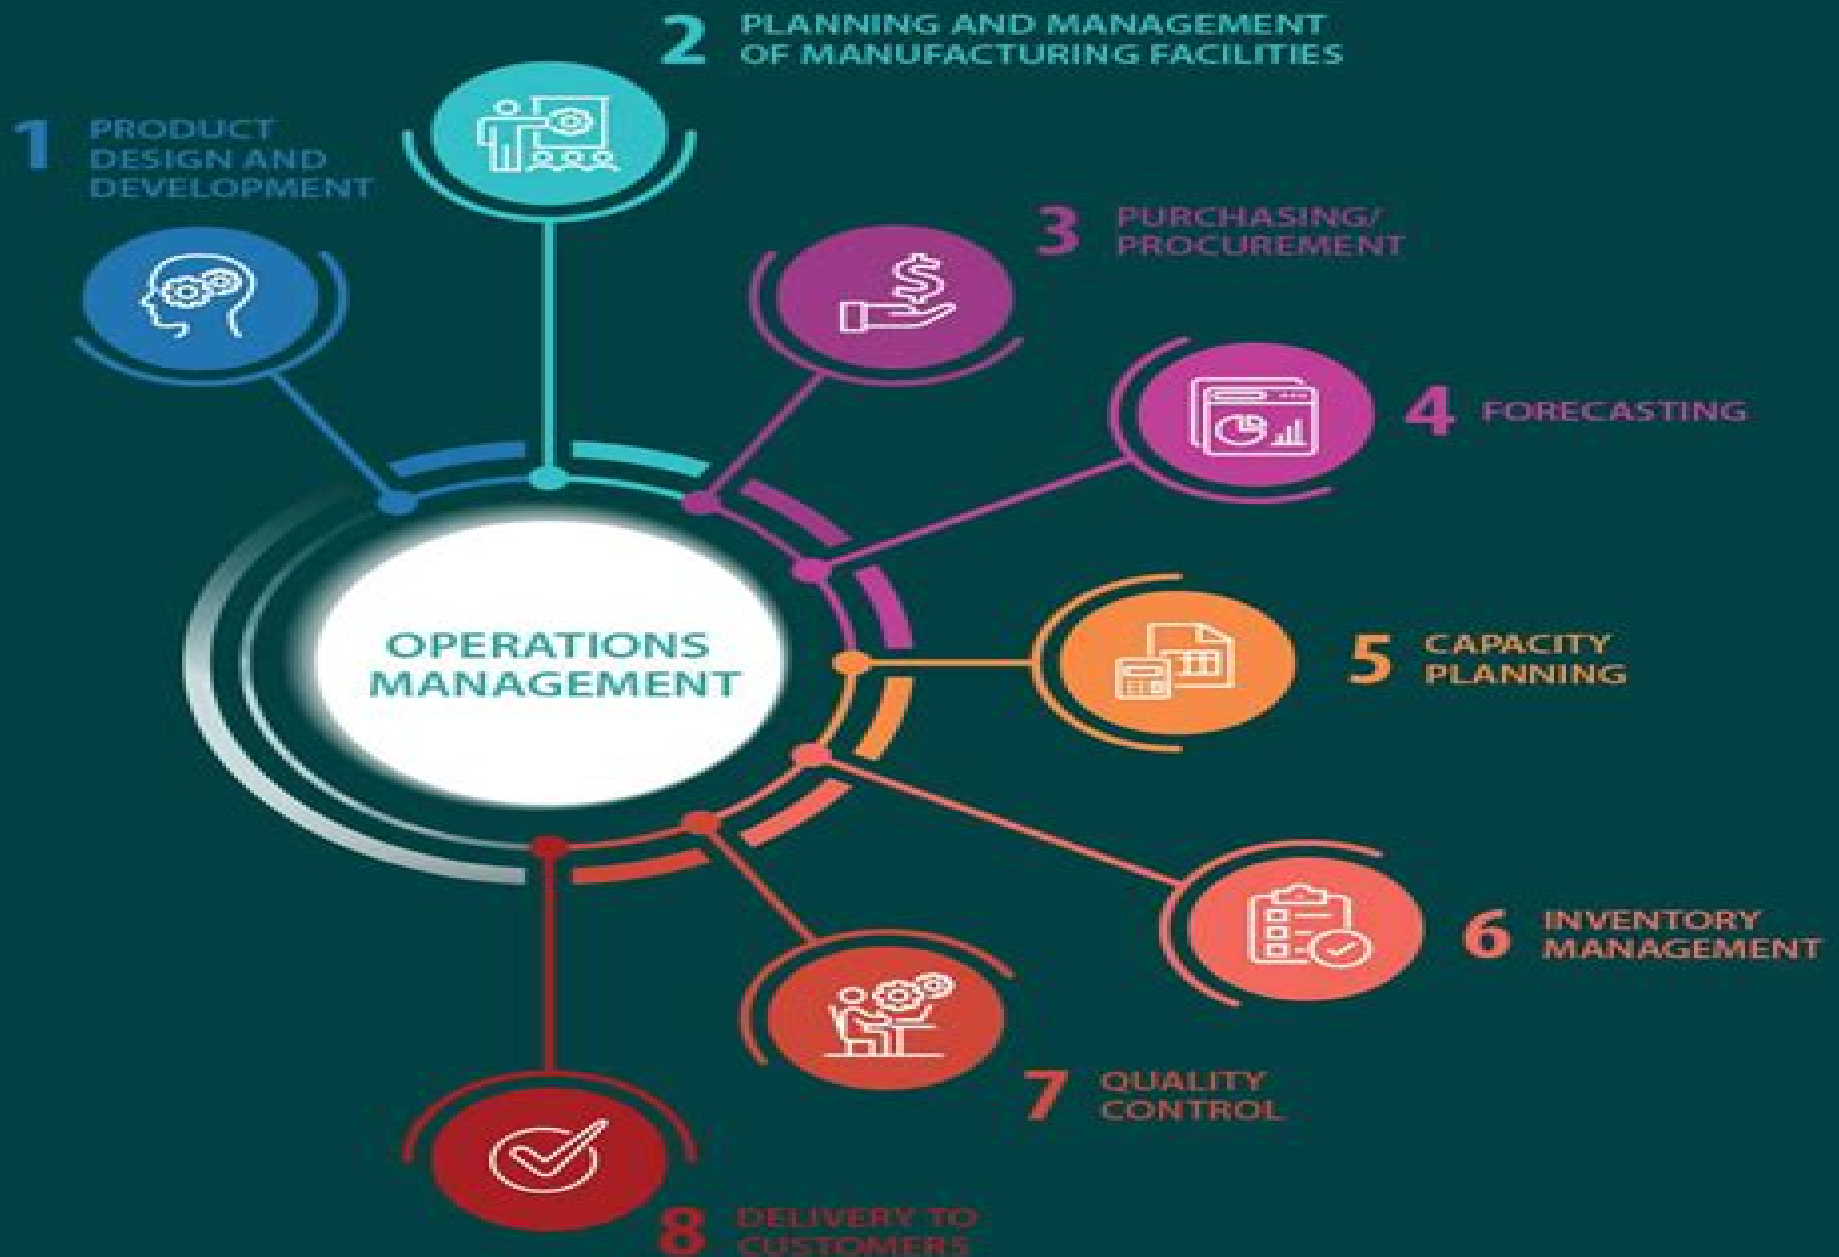 1 PRODUCT
DESIGN AND
DEVELOPMENT
2 PLANNING AND MANAGEMENT
OF MANUFACTURING FACILITIES
3 PURCHASING/
PROCUREMENT
4 FORECASTING
5 CAPACITY
PLANNING
6 INVENTORY
MANAGEMENT
7 QUALITY
CONTROL
8 DELIVERY TO
CUSTOMERS
OPERATIONS
MANAGEMENT